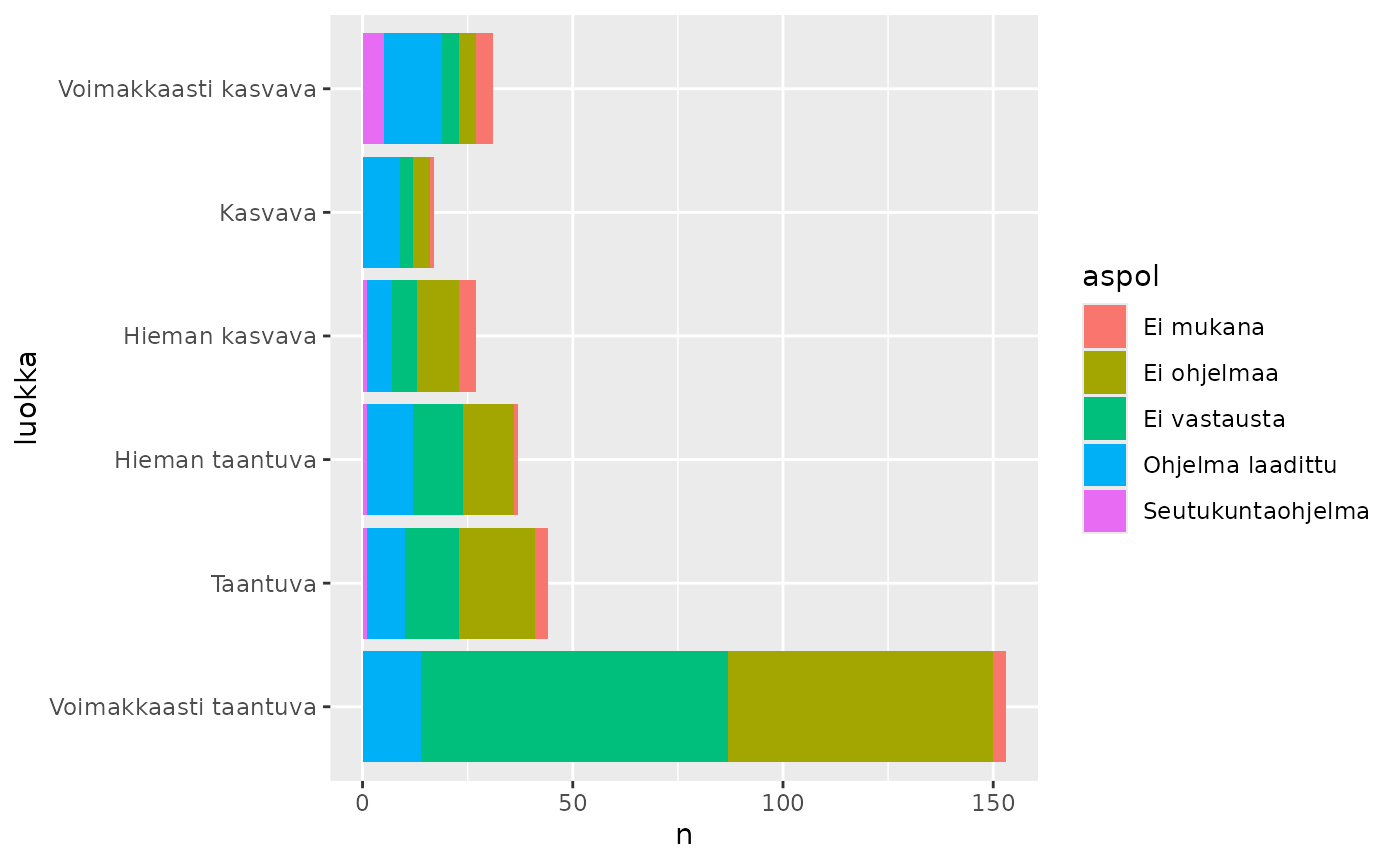 Voimakkaasti kasvava
Kasvava
Hieman kasvava
Hieman taantuva
Taantuva
Voimakkaasti taantuva
luokka
0 50 100 150
n
aspol
Ei mukana
Ei ohjelmaa
Ei vastausta
Ohjelma laadittu
Seutukuntaohjelma